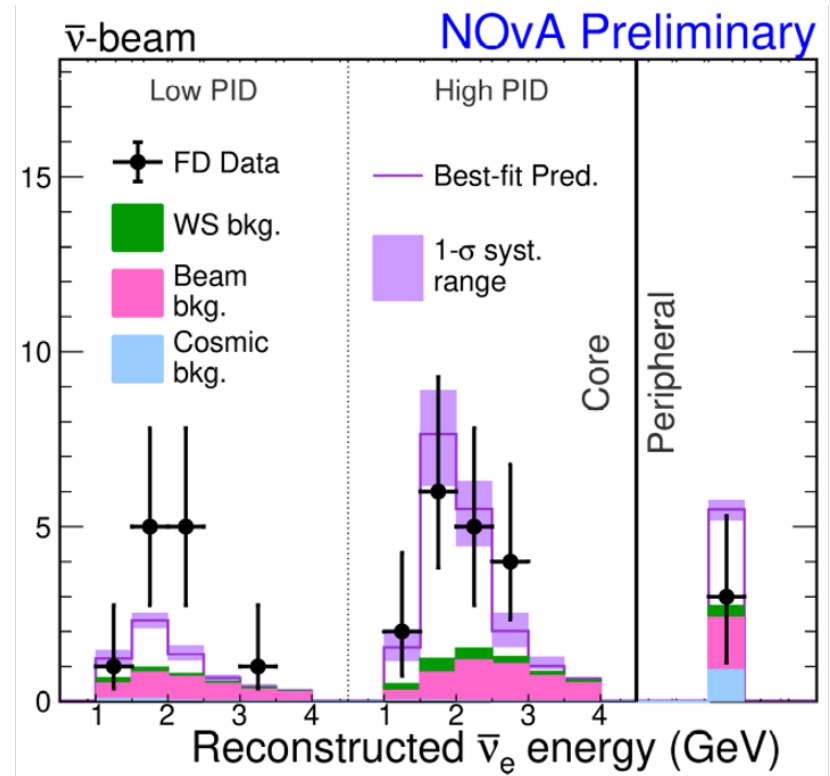 ν̄-beam
NOvA Preliminary
Low PID
High PID
FD Data
WS bkg.
Beam
bkg.
Cosmic
bkg.
Best-fit Pred.
1-σ syst.
range
Core
Peripheral
15
10
5
0
1 2 3 4
1 2 3 4
Reconstructed ν̄e energy (GeV)